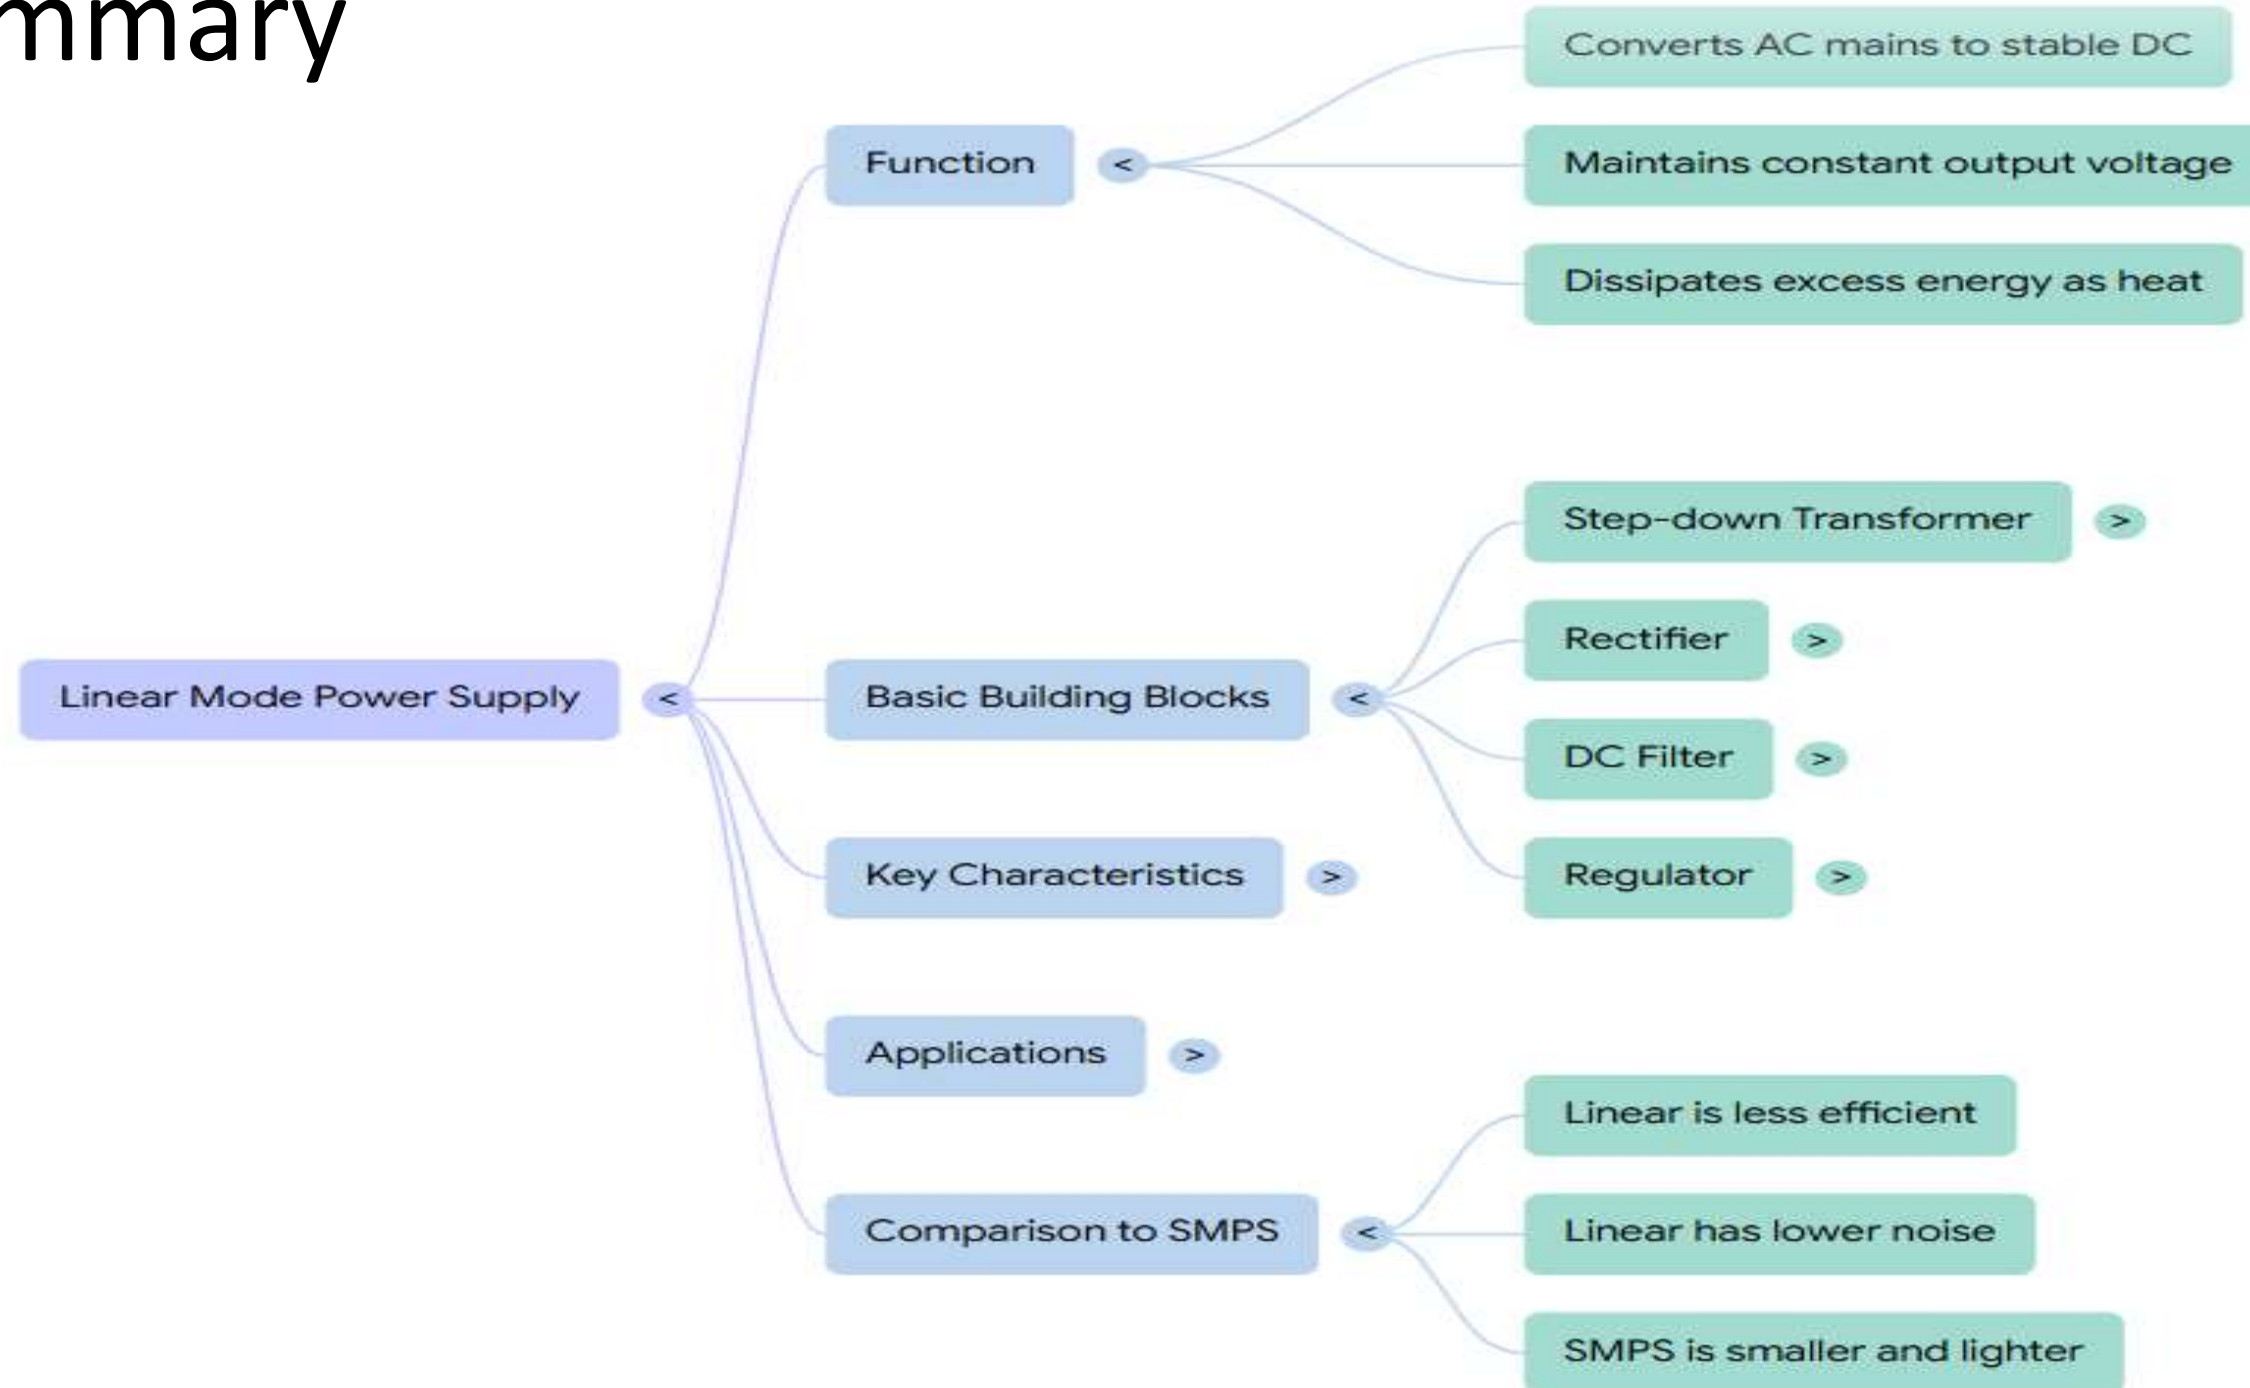 mmary
Converts AC mains to stable DC
Function
<
Maintains constant output voltage
Dissipates excess energy as heat
Step-down Transformer
>
Rectifier
>
Linear Mode Power Supply
<
Basic Building Blocks
<
DC Filter
>
Key Characteristics
>
Regulator
>
Applications
>
Linear is less efficient
Comparison to SMPS
<
Linear has lower noise
SMPS is smaller and lighter